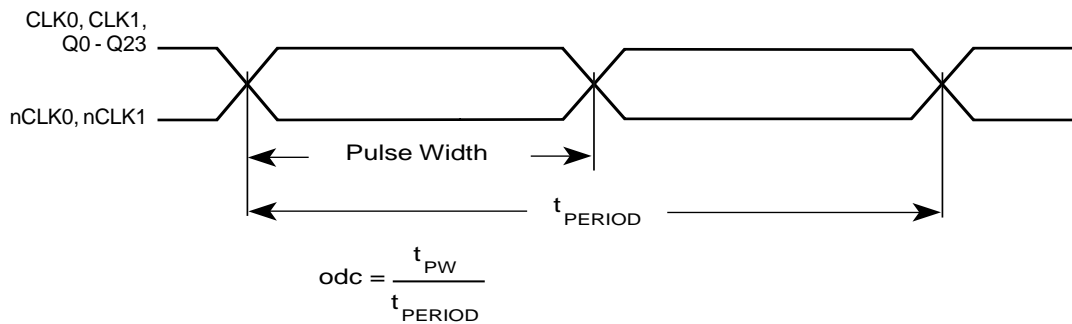 CLK0, CLK1,
Q0 - Q23
nCLK0, nCLK1
Pulse Width
tPERIOD
odc = tPW
tPERIOD